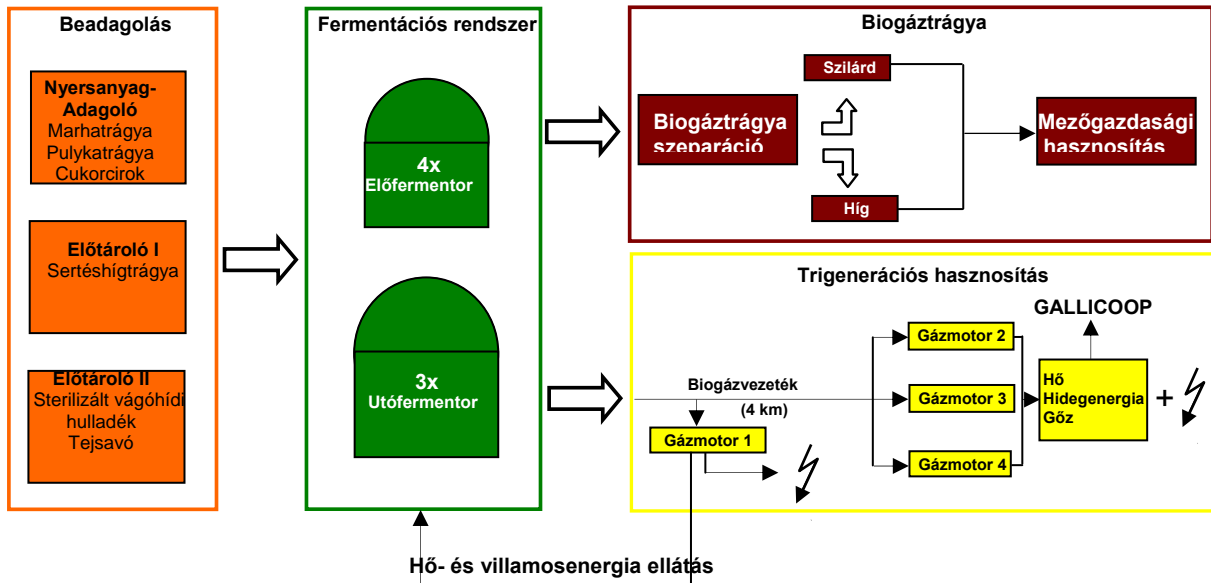 Beadagolás
Nyersanyag-
Adagoló
Marhatrágya
Pulykatrágya
Cukorcirok
Előtároló I
Sertéshígtrágya
Előtároló II
Sterilizált vágóhídi
hulladék
Tejsavó
Fermentációs rendszer
4x
Előfermentor
3x
Utófermentor
Biogáztrágya
Biogáztrágya
szeparáció
Szilárd
Híg
Mezőgazdasági
hasznosítás
Trigenerációs hasznosítás
Biogázvezeték
(4 km)
Gázmotor 1
Gázmotor 2
Gázmotor 3
Gázmotor 4
GALLICOOP
Hő
Hidegenergia
Gőz
+
Hő- és villamosenergia ellátás